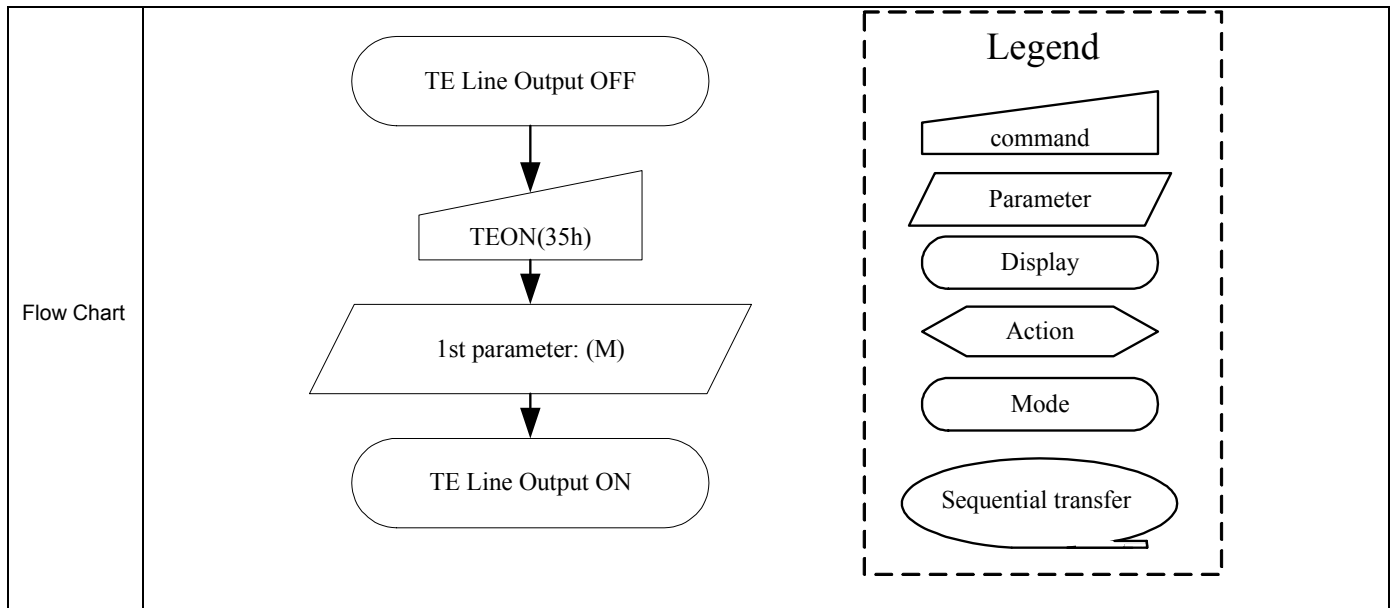 Flow Chart
TE Line Output OFF
TEON(35h)
1st parameter: (M)
TE Line Output ON
Legend
command
Parameter
Display
Action
Mode
Sequential transfer